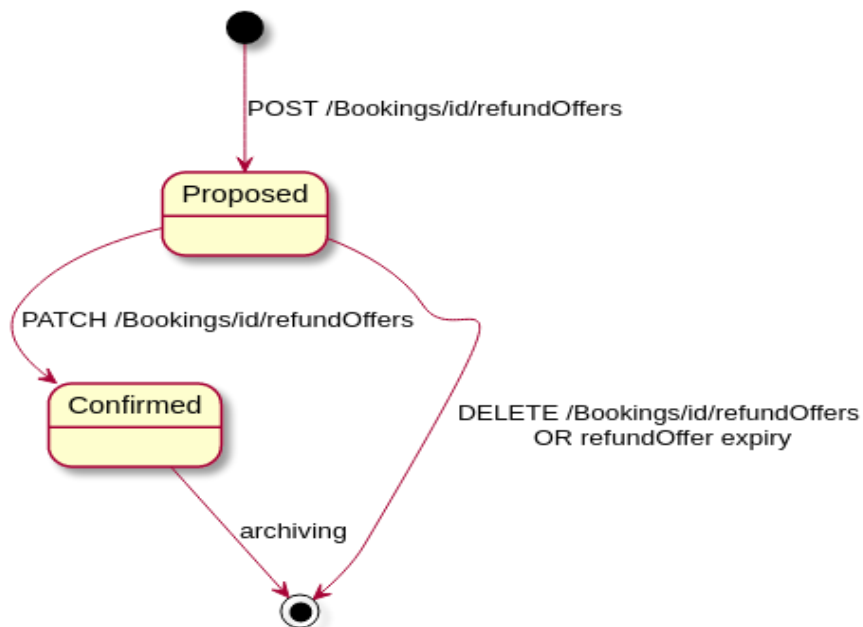 POST /Bookings/id/refundOffers
Proposed
PATCH /Bookings/id/refundOffers
Confirmed
DELETE /Bookings/id/refundOffers
OR refundOffer expiry
archiving